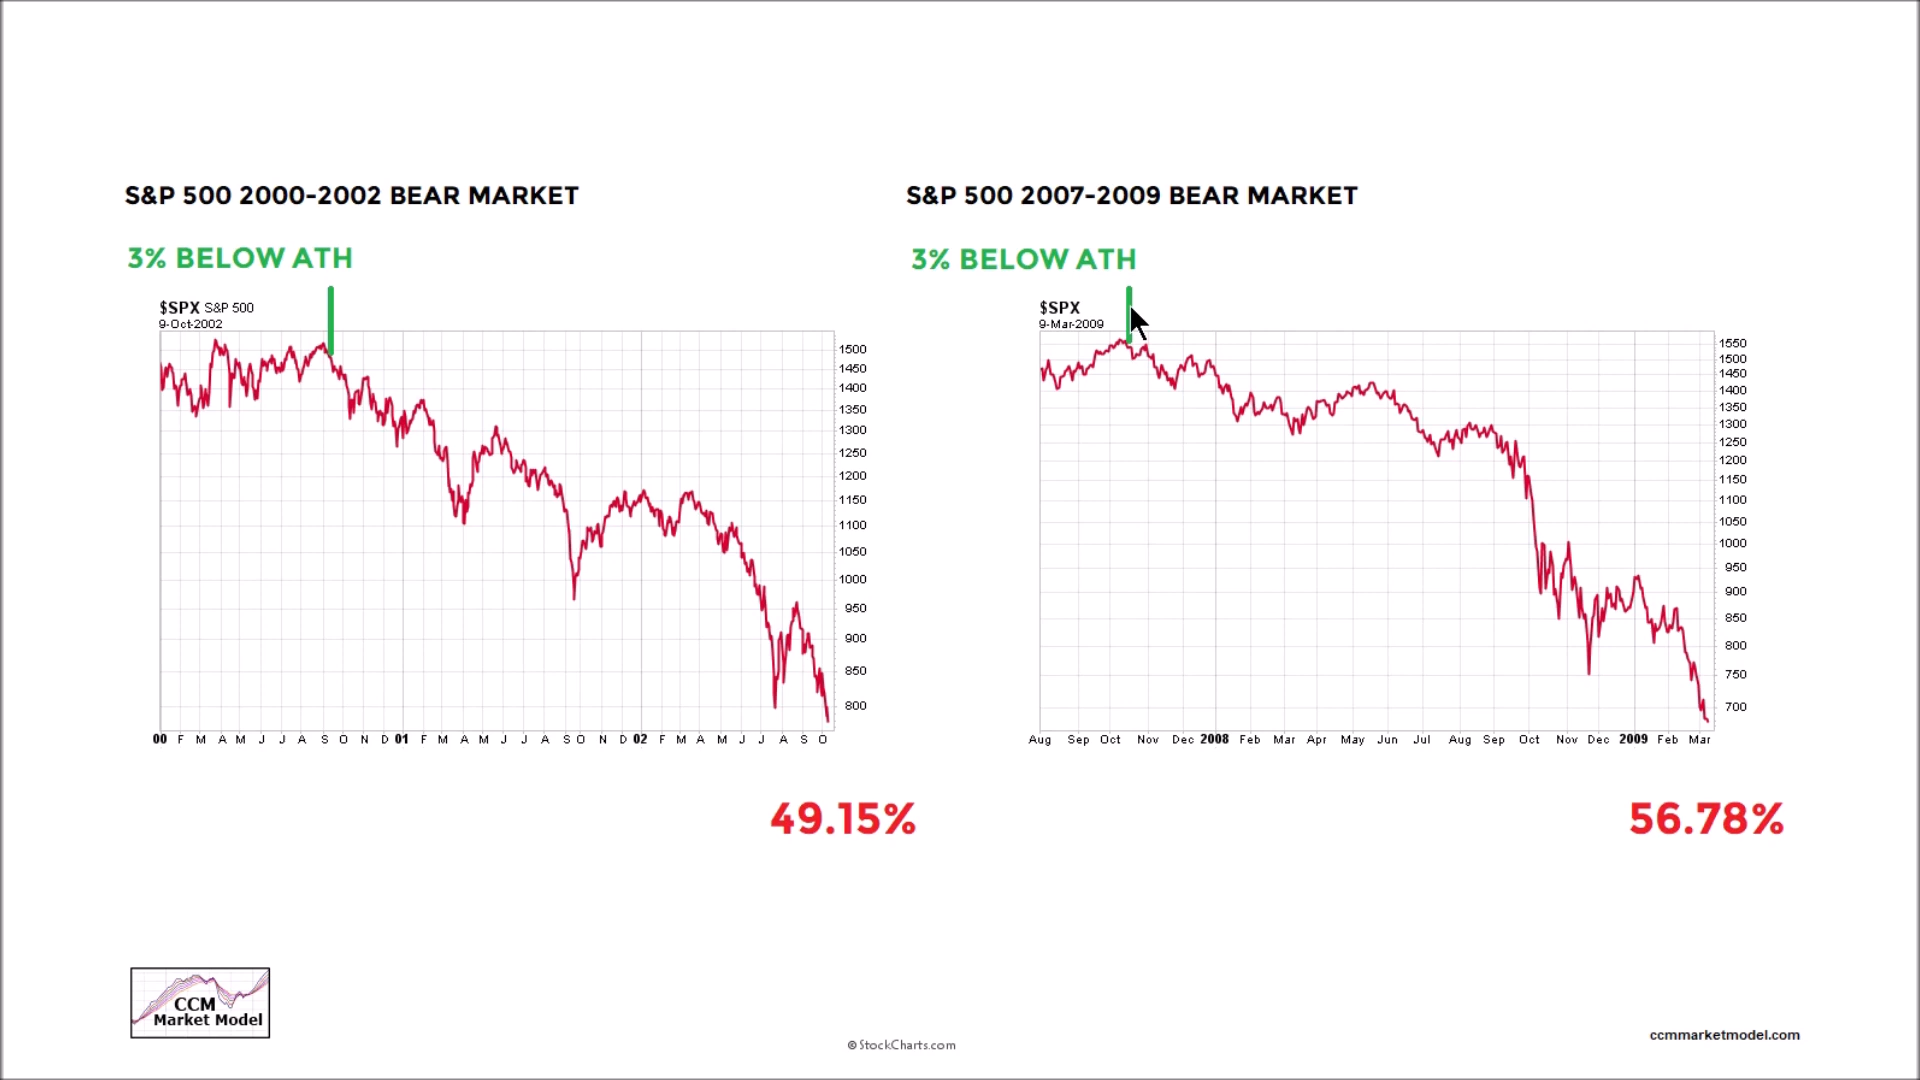 S&P 500 2000-2002 BEAR MARKET
3% BELOW ATH
$SPX S&P 500
9-Oct-2002
1500
1450
1400
1350
1300
1250
1200
1150
1100
1050
1000
950
900
850
800
00 F M A M J J A S O N D 01 F M A M J J A S O N D 02 F M A M J J A S O
49.15%
S&P 500 2007-2009 BEAR MARKET
3% BELOW ATH
$SPX
9-Mar-2009
1550
1500
1450
1400
1350
1300
1250
1200
1150
1100
1050
1000
950
900
850
800
750
700
Aug Sep Oct Nov Dec 2008 Feb Mar Apr May Jun Jul Aug Sep Oct Nov Dec 2009 Feb Mar
56.78%
CCM
Market Model
© StockCharts.com
ccmmarketmodel.com